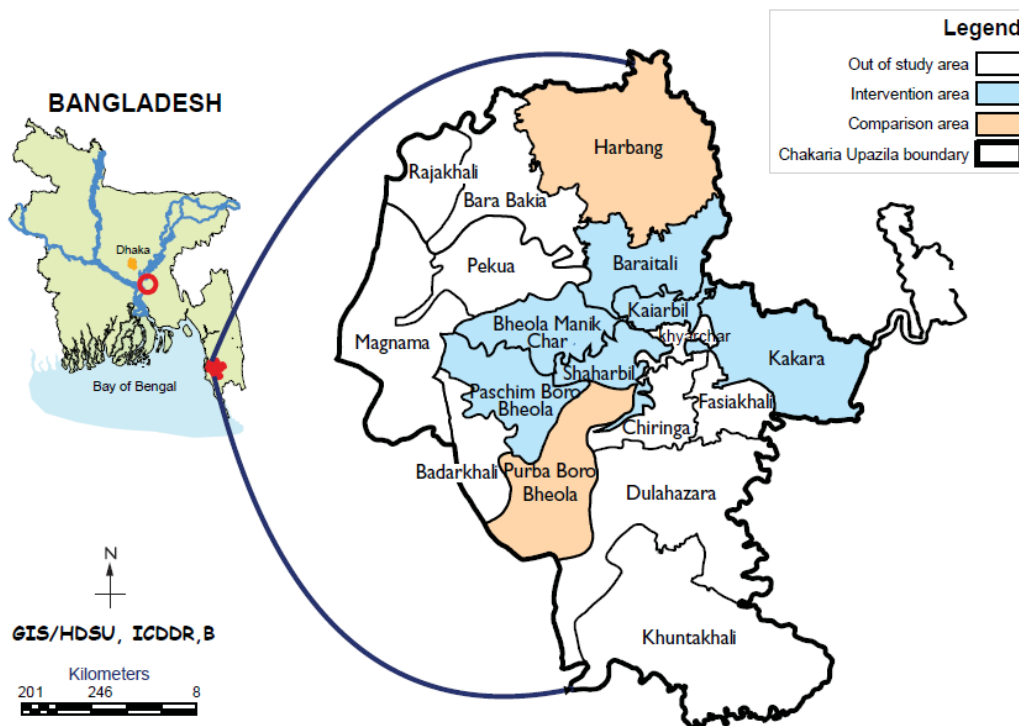 Legend
Out of study area
Intervention area
Comparison area
Chakaria Upazila boundary
BANGLADESH
Dhaka
Bay of Bengal
Harbang
Rajakhali
Bara Bakia
Pekua
Baraitali
Kaiarbil
Bheola Manik
Char
khyarchar
Magnama
Kakara
Shaharbil
Paschim Boro
Bheola
Fasiakhali
Chiringa
Badarkhali
Purba Boro
Bheola
Dulahazara
Khuntakhali
N
GIS/HDSU, ICDDR,B
Kilometers
201 246 8